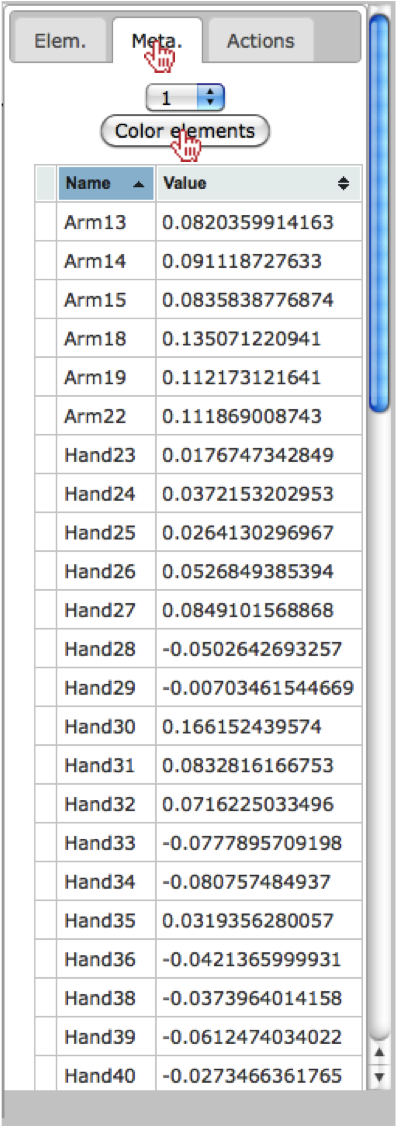 Elem. Meta. Actions
1
Color elements
Name Value
Arm13 0.0820359914163
Arm14 0.091118727633
Arm15 0.0835838776874
Arm18 0.135071220941
Arm19 0.112173121641
Arm22 0.111869008743
Hand23 0.0176747342849
Hand24 0.0372153202953
Hand25 0.0264130296967
Hand26 0.0526849385394
Hand27 0.0849101568868
Hand28 -0.0502642693257
Hand29 -0.00703461544669
Hand30 0.166152439574
Hand31 0.0832816166753
Hand32 0.0716225033496
Hand33 -0.0777895709198
Hand34 -0.080757484937
Hand35 0.0319356280057
Hand36 -0.0421365999931
Hand38 -0.0373964014158
Hand39 -0.0612474034022
Hand40 -0.0273466361765